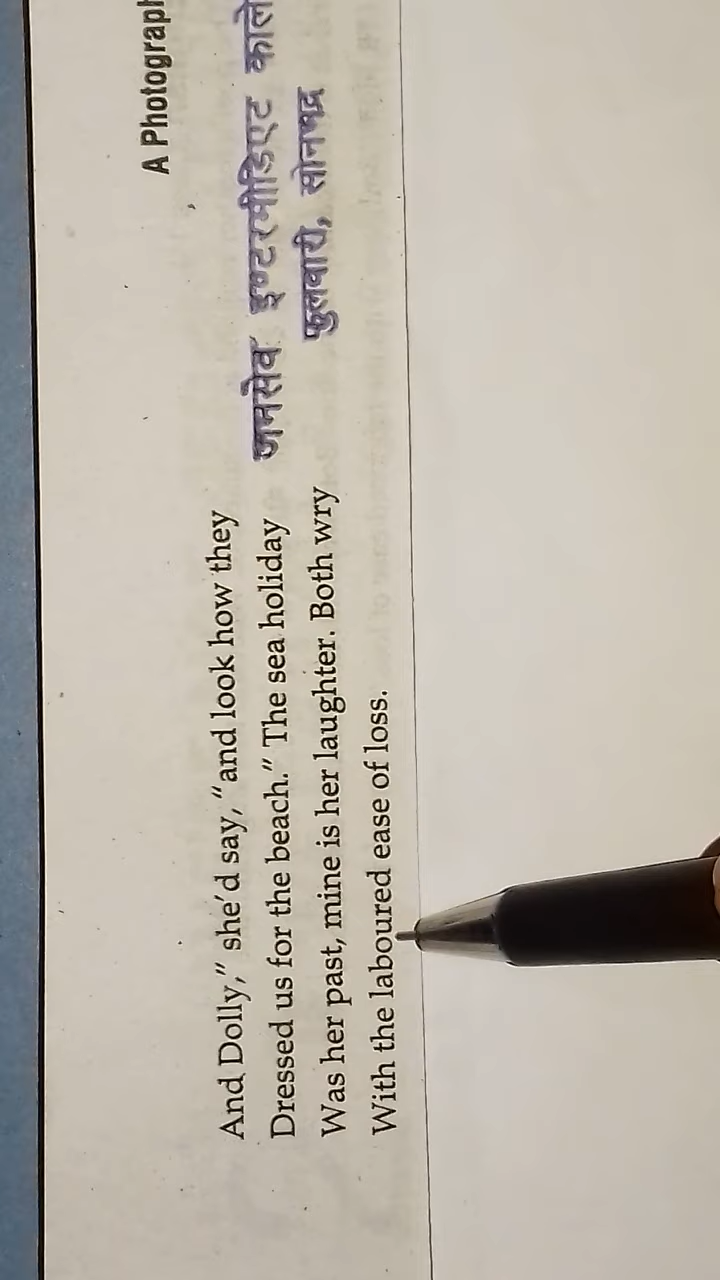 A Photograph
जनसेव इण्टरमीडिएट काले
फुलवारी, सोनभद्र
And Dolly,” she’d say, “and look how they
Dressed us for the beach.” The sea holiday
Was her past, mine is her laughter. Both wry
With the laboured ease of loss.